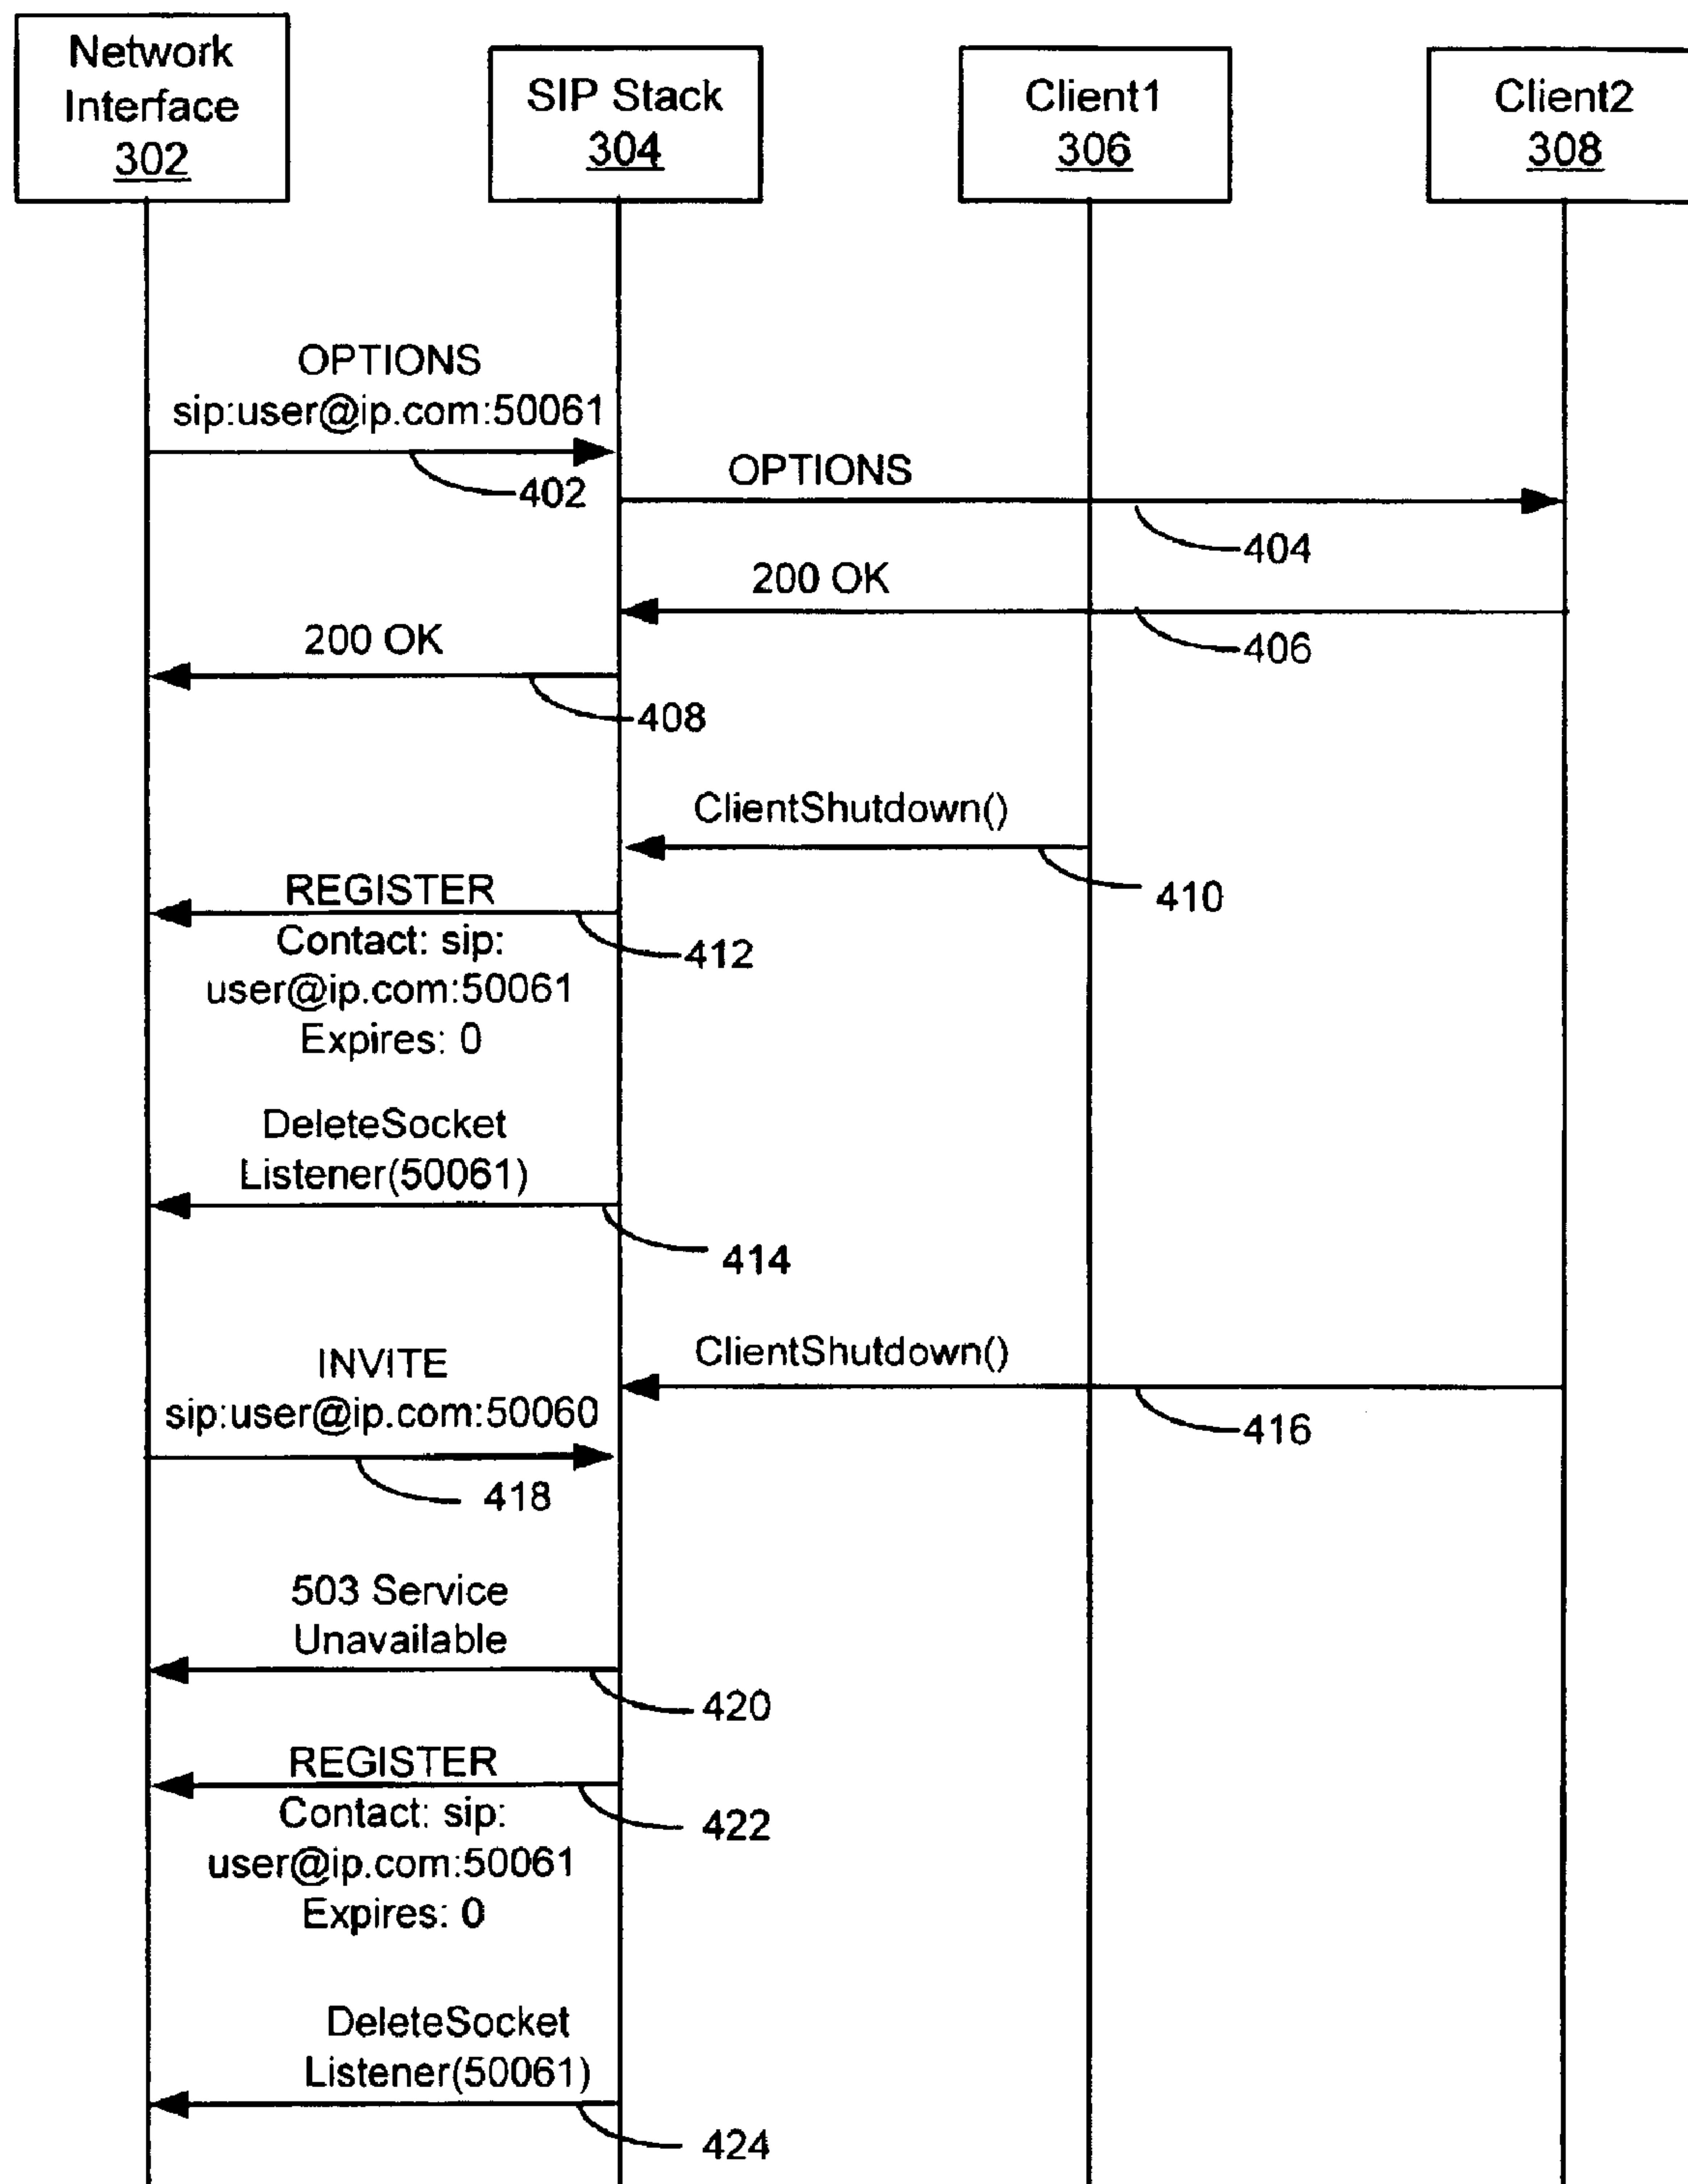 Network
Interface
302
SIP Stack
304
Client1
306
Client2
308
OPTIONS
sip:user@ip.com:50061
402
OPTIONS
404
200 OK
406
200 OK
408
ClientShutdown()
410
REGISTER
412
Contact: sip:
user@ip.com:50061
Expires: 0
DeleteSocket
Listener(50061)
414
ClientShutdown()
416
INVITE
sip:user@ip.com:50060
418
503 Service
Unavailable
420
REGISTER
422
Contact: sip:
user@ip.com:50061
Expires: 0
DeleteSocket
Listener(50061)
424